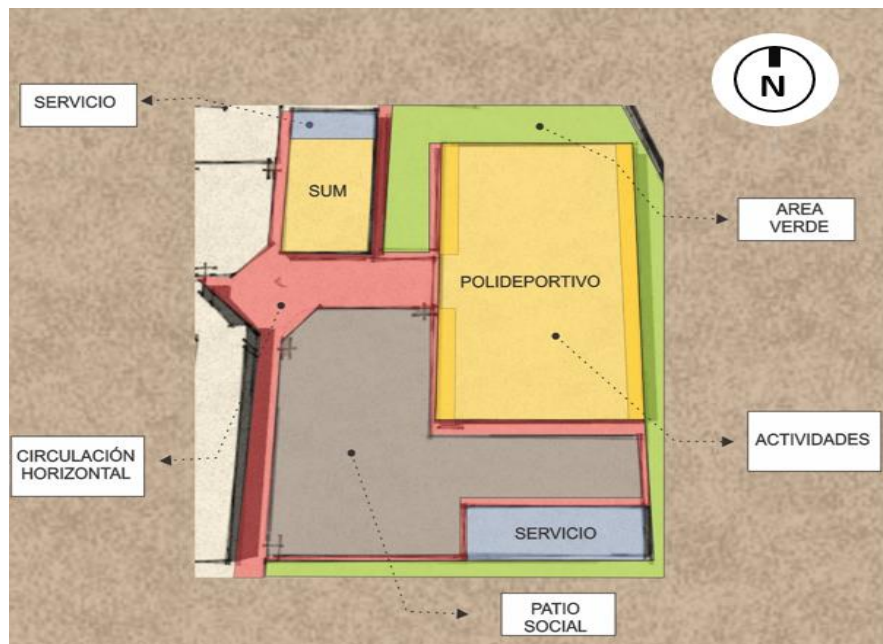 SERVICIO
N
SUM
AREA
VERDE
POLIDEPORTIVO
CIRCULACIÓN
HORIZONTAL
ACTIVIDADES
SERVICIO
PATIO
SOCIAL